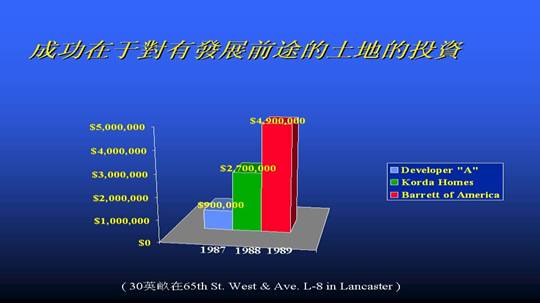 成功在于對有發展前途的土地的投資
$5,000,000
$4,000,000
$3,000,000
$2,000,000
$1,000,000
$0
$900,000
$2,700,000
$4,900,000
1987 1988 1989
Developer "A"
Korda Homes
Barrett of America
( 30英畝在65th St. West & Ave. L-8 in Lancaster )